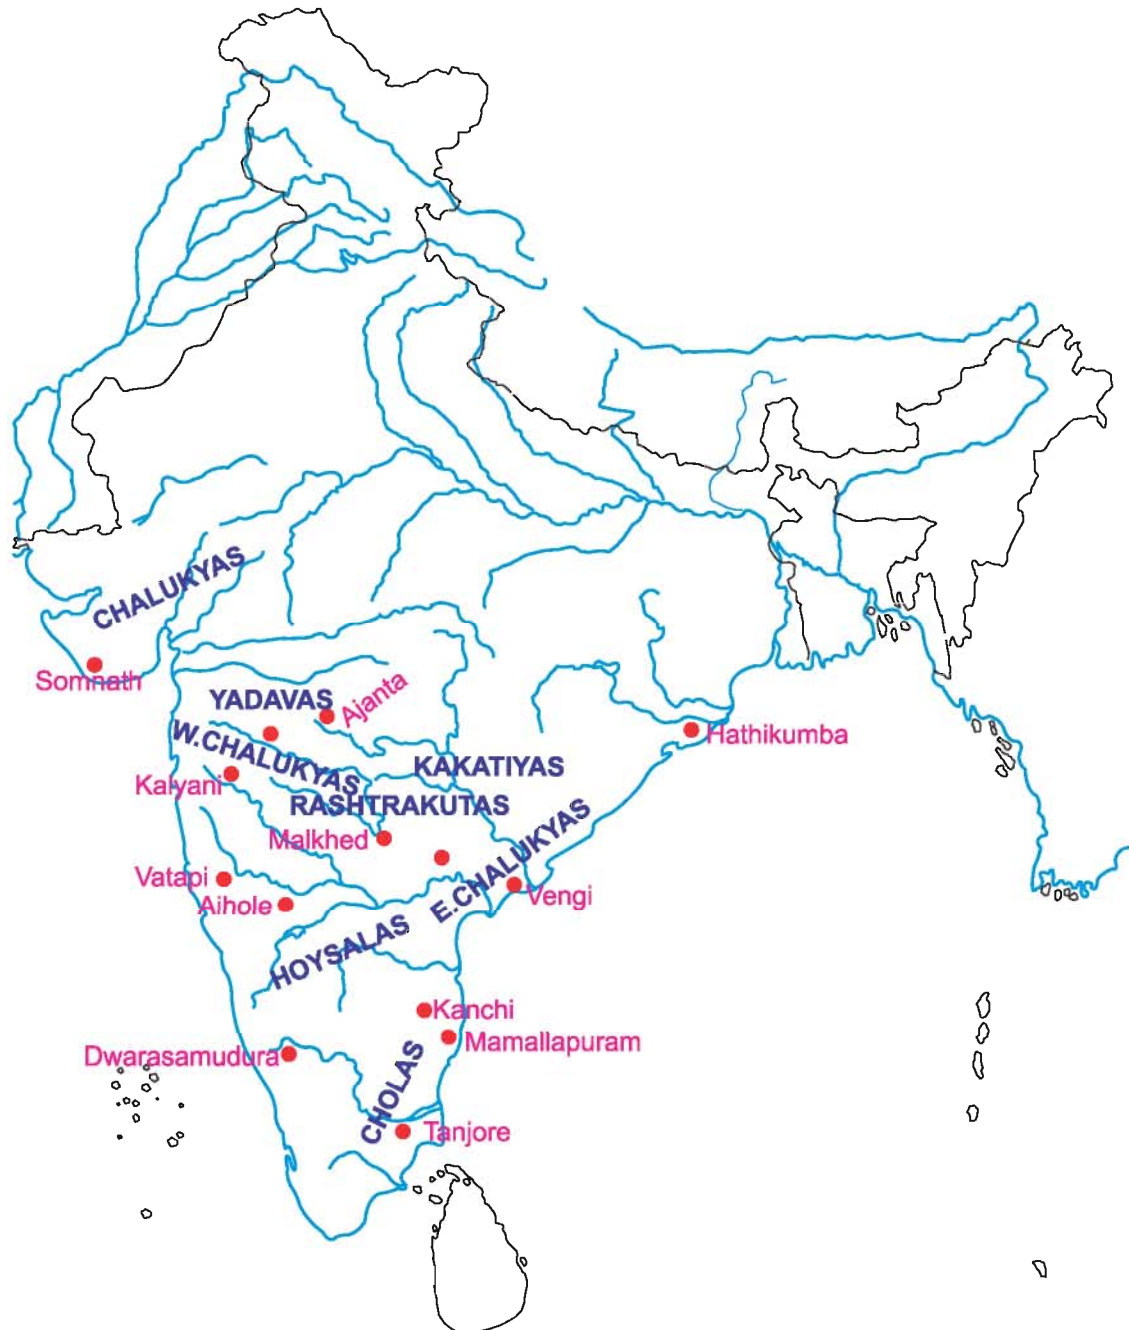 CHALUKYAS
Somnath
YADAVAS
Ajanta
W.CHALUKYAS
Hathikumba
KAKATIYAS
Kalyani
RASHTRAKUTAS
Malkhed
E.CHALUKYAS
Vatapi
Vengi
Aihole
HOYSALAS
Kanchi
Mamallapuram
Dwarasamudura
CHOLAS
Tanjore